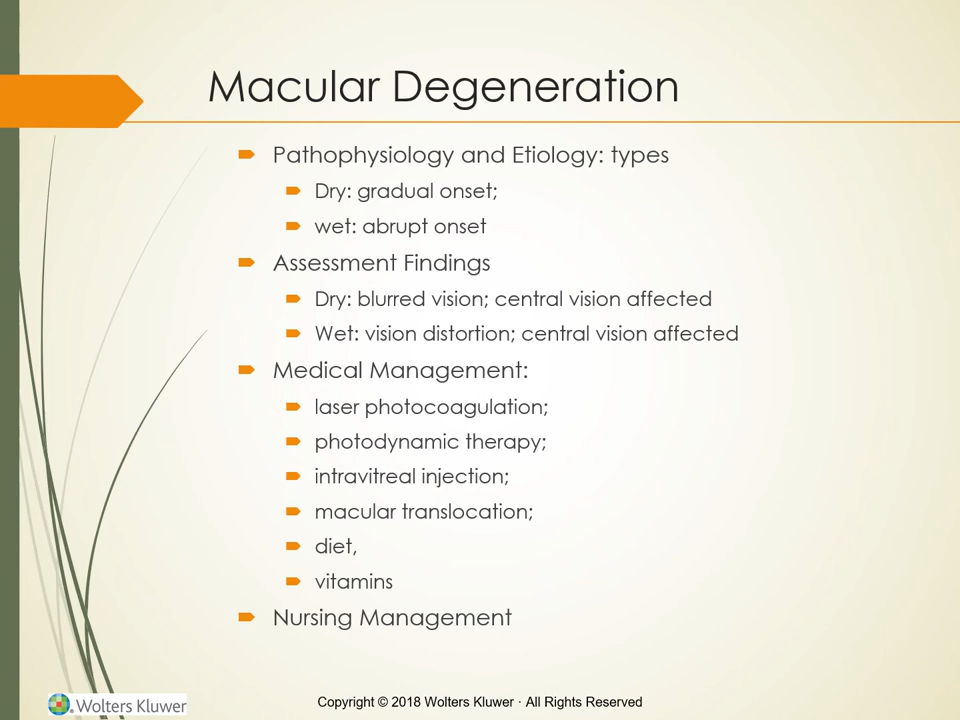 Macular Degeneration
Pathophysiology and Etiology: types
Dry: gradual onset;
wet: abrupt onset
Assessment Findings
Dry: blurred vision; central vision affected
Wet: vision distortion; central vision affected
Medical Management:
laser photocoagulation;
photodynamic therapy;
intravitreal injection;
macular translocation;
diet,
vitamins
Nursing Management
Wolters Kluwer
Copyright © 2018 Wolters Kluwer · All Rights Reserved